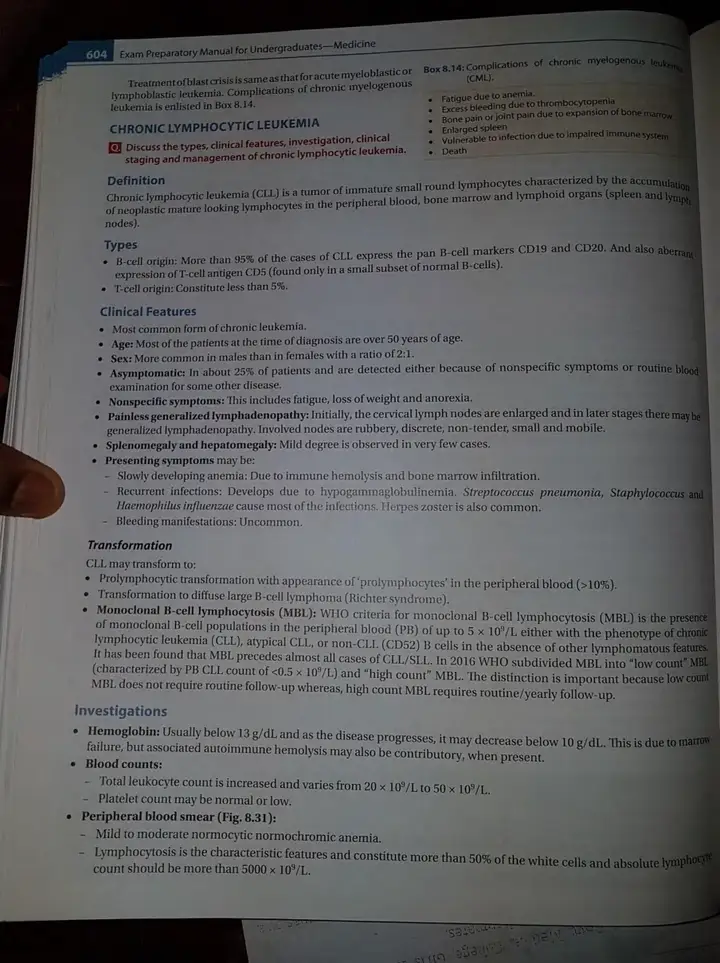 604 Exam Preparatory Manual for Undergraduates—Medicine
Treatment of blast crisis is same as that for acute myeloblastic or
lymphoblastic leukemia. Complications of chronic myelogenous
leukemia is enlisted in Box 8.14.
Box 8.14: Complications of chronic myelogenous leukemia
(CML).
• Fatigue due to anemia.
• Excess bleeding due to thrombocytopenia
• Bone pain or joint pain due to expansion of bone marrow
• Enlarged spleen
• Vulnerable to infection due to impaired immune system
• Death
CHRONIC LYMPHOCYTIC LEUKEMIA
Q. Discuss the types, clinical features, investigation, clinical
staging and management of chronic lymphocytic leukemia.
Definition
Chronic lymphocytic leukemia (CLL) is a tumor of immature small round lymphocytes characterized by the accumulation
of neoplastic mature looking lymphocytes in the peripheral blood, bone marrow and lymphoid organs (spleen and lymph
nodes).
Types
• B-cell origin: More than 95% of the cases of CLL express the pan B-cell markers CD19 and CD20. And also aberrant
expression of T-cell antigen CD5 (found only in a small subset of normal B-cells).
• T-cell origin: Constitute less than 5%.
Clinical Features
• Most common form of chronic leukemia.
• Age: Most of the patients at the time of diagnosis are over 50 years of age.
• Sex: More common in males than in females with a ratio of 2:1.
• Asymptomatic: In about 25% of patients and are detected either because of nonspecific symptoms or routine blood
examination for some other disease.
• Nonspecific symptoms: This includes fatigue, loss of weight and anorexia.
• Painless generalized lymphadenopathy: Initially, the cervical lymph nodes are enlarged and in later stages there may be
generalized lymphadenopathy. Involved nodes are rubbery, discrete, non-tender, small and mobile.
• Splenomegaly and hepatomegaly: Mild degree is observed in very few cases.
• Presenting symptoms may be:
– Slowly developing anemia: Due to immune hemolysis and bone marrow infiltration.
– Recurrent infections: Develops due to hypogammaglobulinemia. Streptococcus pneumonia, Staphylococcus and
Haemophilus influenzae cause most of the infections. Herpes zoster is also common.
– Bleeding manifestations: Uncommon.
Transformation
CLL may transform to:
• Prolymphocytic transformation with appearance of 'prolymphocytes' in the peripheral blood (>10%).
• Transformation to diffuse large B-cell lymphoma (Richter syndrome).
• Monoclonal B-cell lymphocytosis (MBL): WHO criteria for monoclonal B-cell lymphocytosis (MBL) is the presence
of monoclonal B-cell populations in the peripheral blood (PB) of up to 5 × 10⁹/L either with the phenotype of chronic
lymphocytic leukemia (CLL), atypical CLL, or non-CLL (CD52) B cells in the absence of other lymphomatous features.
It has been found that MBL precedes almost all cases of CLL/SLL. In 2016 WHO subdivided MBL into “low count” MBL
(characterized by PB CLL count of <0.5 × 10⁹/L) and “high count” MBL. The distinction is important because low count
MBL does not require routine follow-up whereas, high count MBL requires routine/yearly follow-up.
Investigations
• Hemoglobin: Usually below 13 g/dL and as the disease progresses, it may decrease below 10 g/dL. This is due to marrow
failure, but associated autoimmune hemolysis may also be contributory, when present.
• Blood counts:
– Total leukocyte count is increased and varies from 20 × 10⁹/L to 50 × 10⁹/L.
– Platelet count may be normal or low.
• Peripheral blood smear (Fig. 8.31):
– Mild to moderate normocytic normochromic anemia.
– Lymphocytosis is the characteristic features and constitute more than 50% of the white cells and absolute lymphocyte
count should be more than 5000 × 10⁹/L.